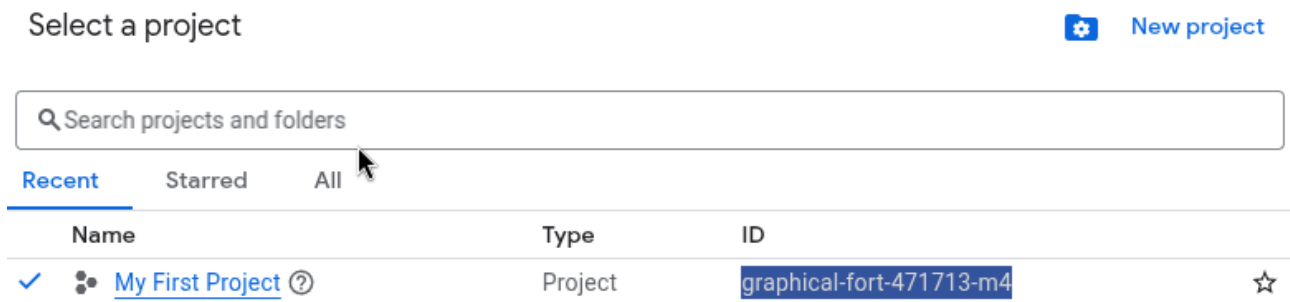 Select a project
New project
Search projects and folders
Recent Starred All
Name Type ID
My First Project Project graphical-fort-471713-m4